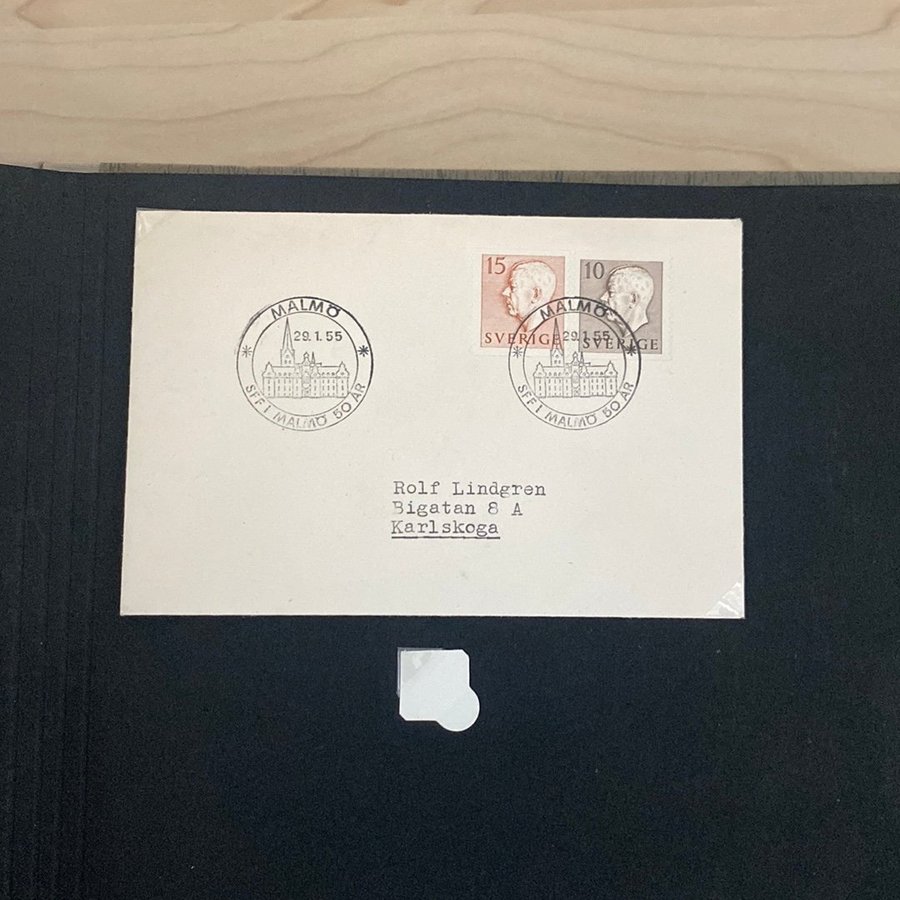 15
SVERIGE
10
SVERIGE
MALMÖ
29.1.55
SFF I MALMÖ 50 ÅR
MALMÖ
29.1.55
SFF I MALMÖ 50 ÅR
Rolf Lindgren
Bigatan 8 A
Karlskoga